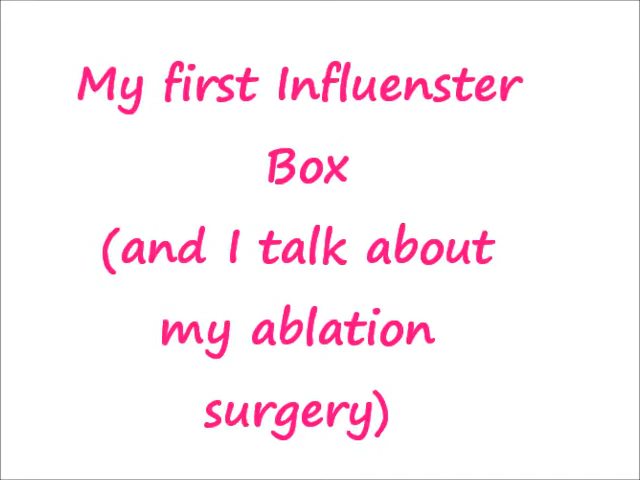 My first Influenster
Box
(and I talk about
my ablation
surgery)